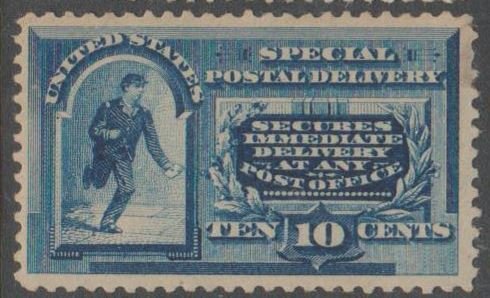 UNITED STATES
SPECIAL
POSTAL DELIVERY
SECURES
IMMEDIATE
DELIVERY
AT ANY
POST OFFICE
TEN 10 CENTS